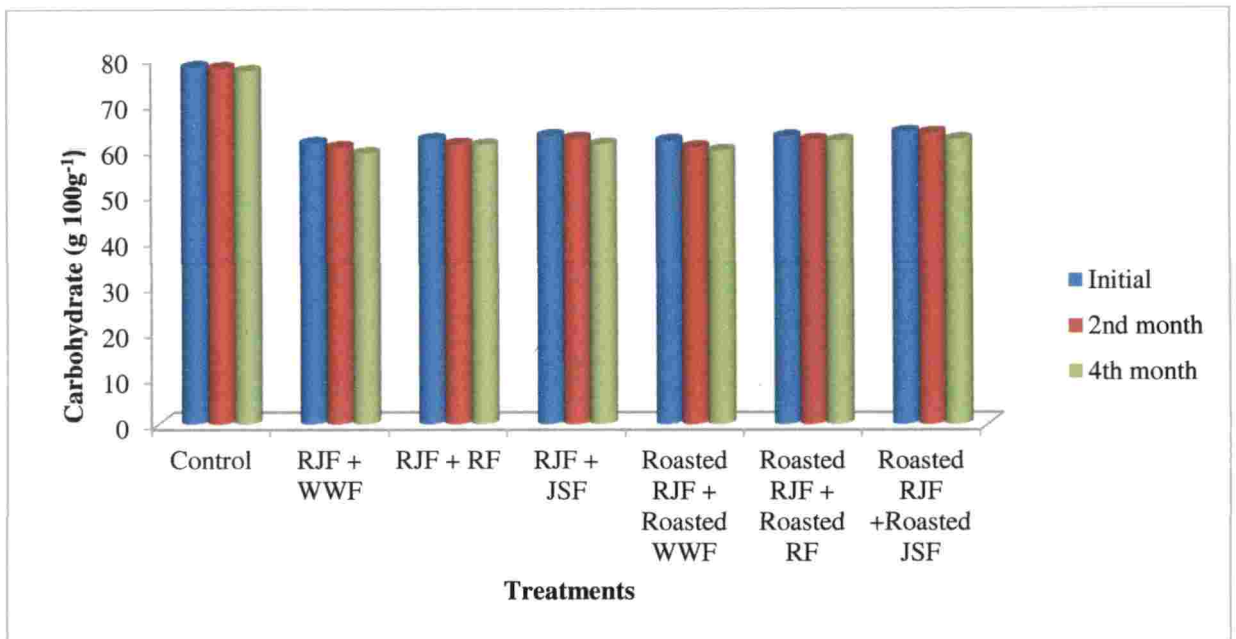 80
70
60
50
40
30
20
10
0
Carbohydrate (g 100g⁻¹)
Control
RJF +
WWF
RJF + RF
RJF +
JSF
Roasted
RJF +
Roasted
WWF
Roasted
RJF +
Roasted
RF
Roasted
RJF
+Roasted
JSF
Treatments
Initial
2nd month
4th month